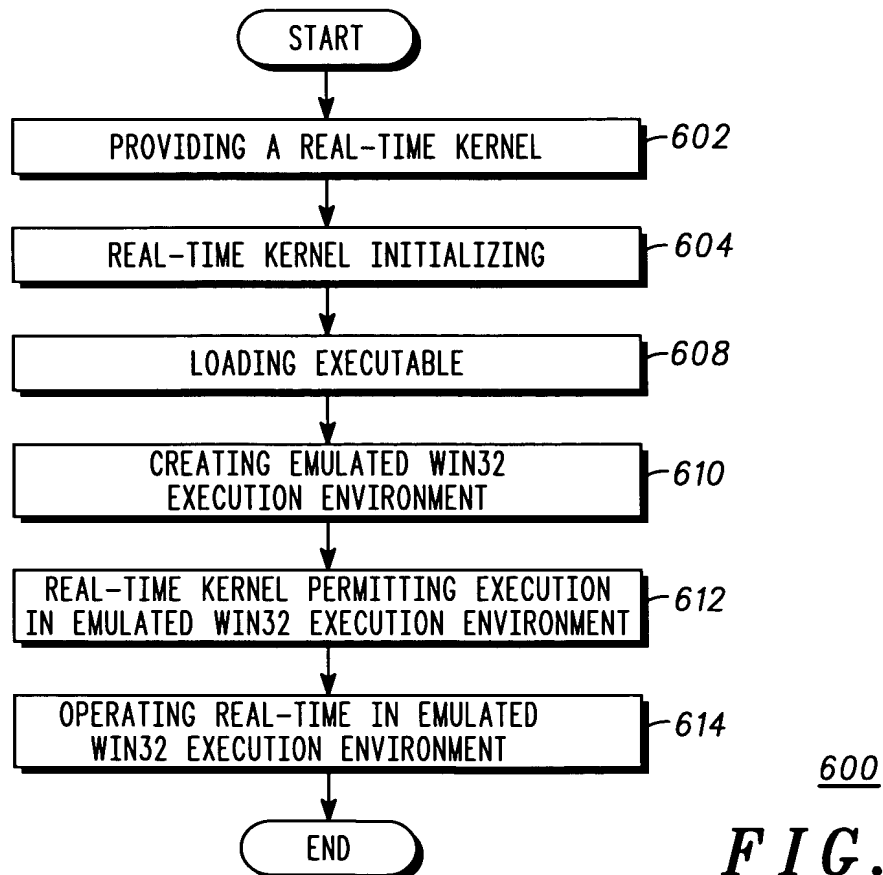 START
PROVIDING A REAL-TIME KERNEL
602
REAL-TIME KERNEL INITIALIZING
604
LOADING EXECUTABLE
608
CREATING EMULATED WIN32
EXECUTION ENVIRONMENT
610
REAL-TIME KERNEL PERMITTING EXECUTION
IN EMULATED WIN32 EXECUTION ENVIRONMENT
612
OPERATING REAL-TIME IN EMULATED
WIN32 EXECUTION ENVIRONMENT
614
END
600
FIG.